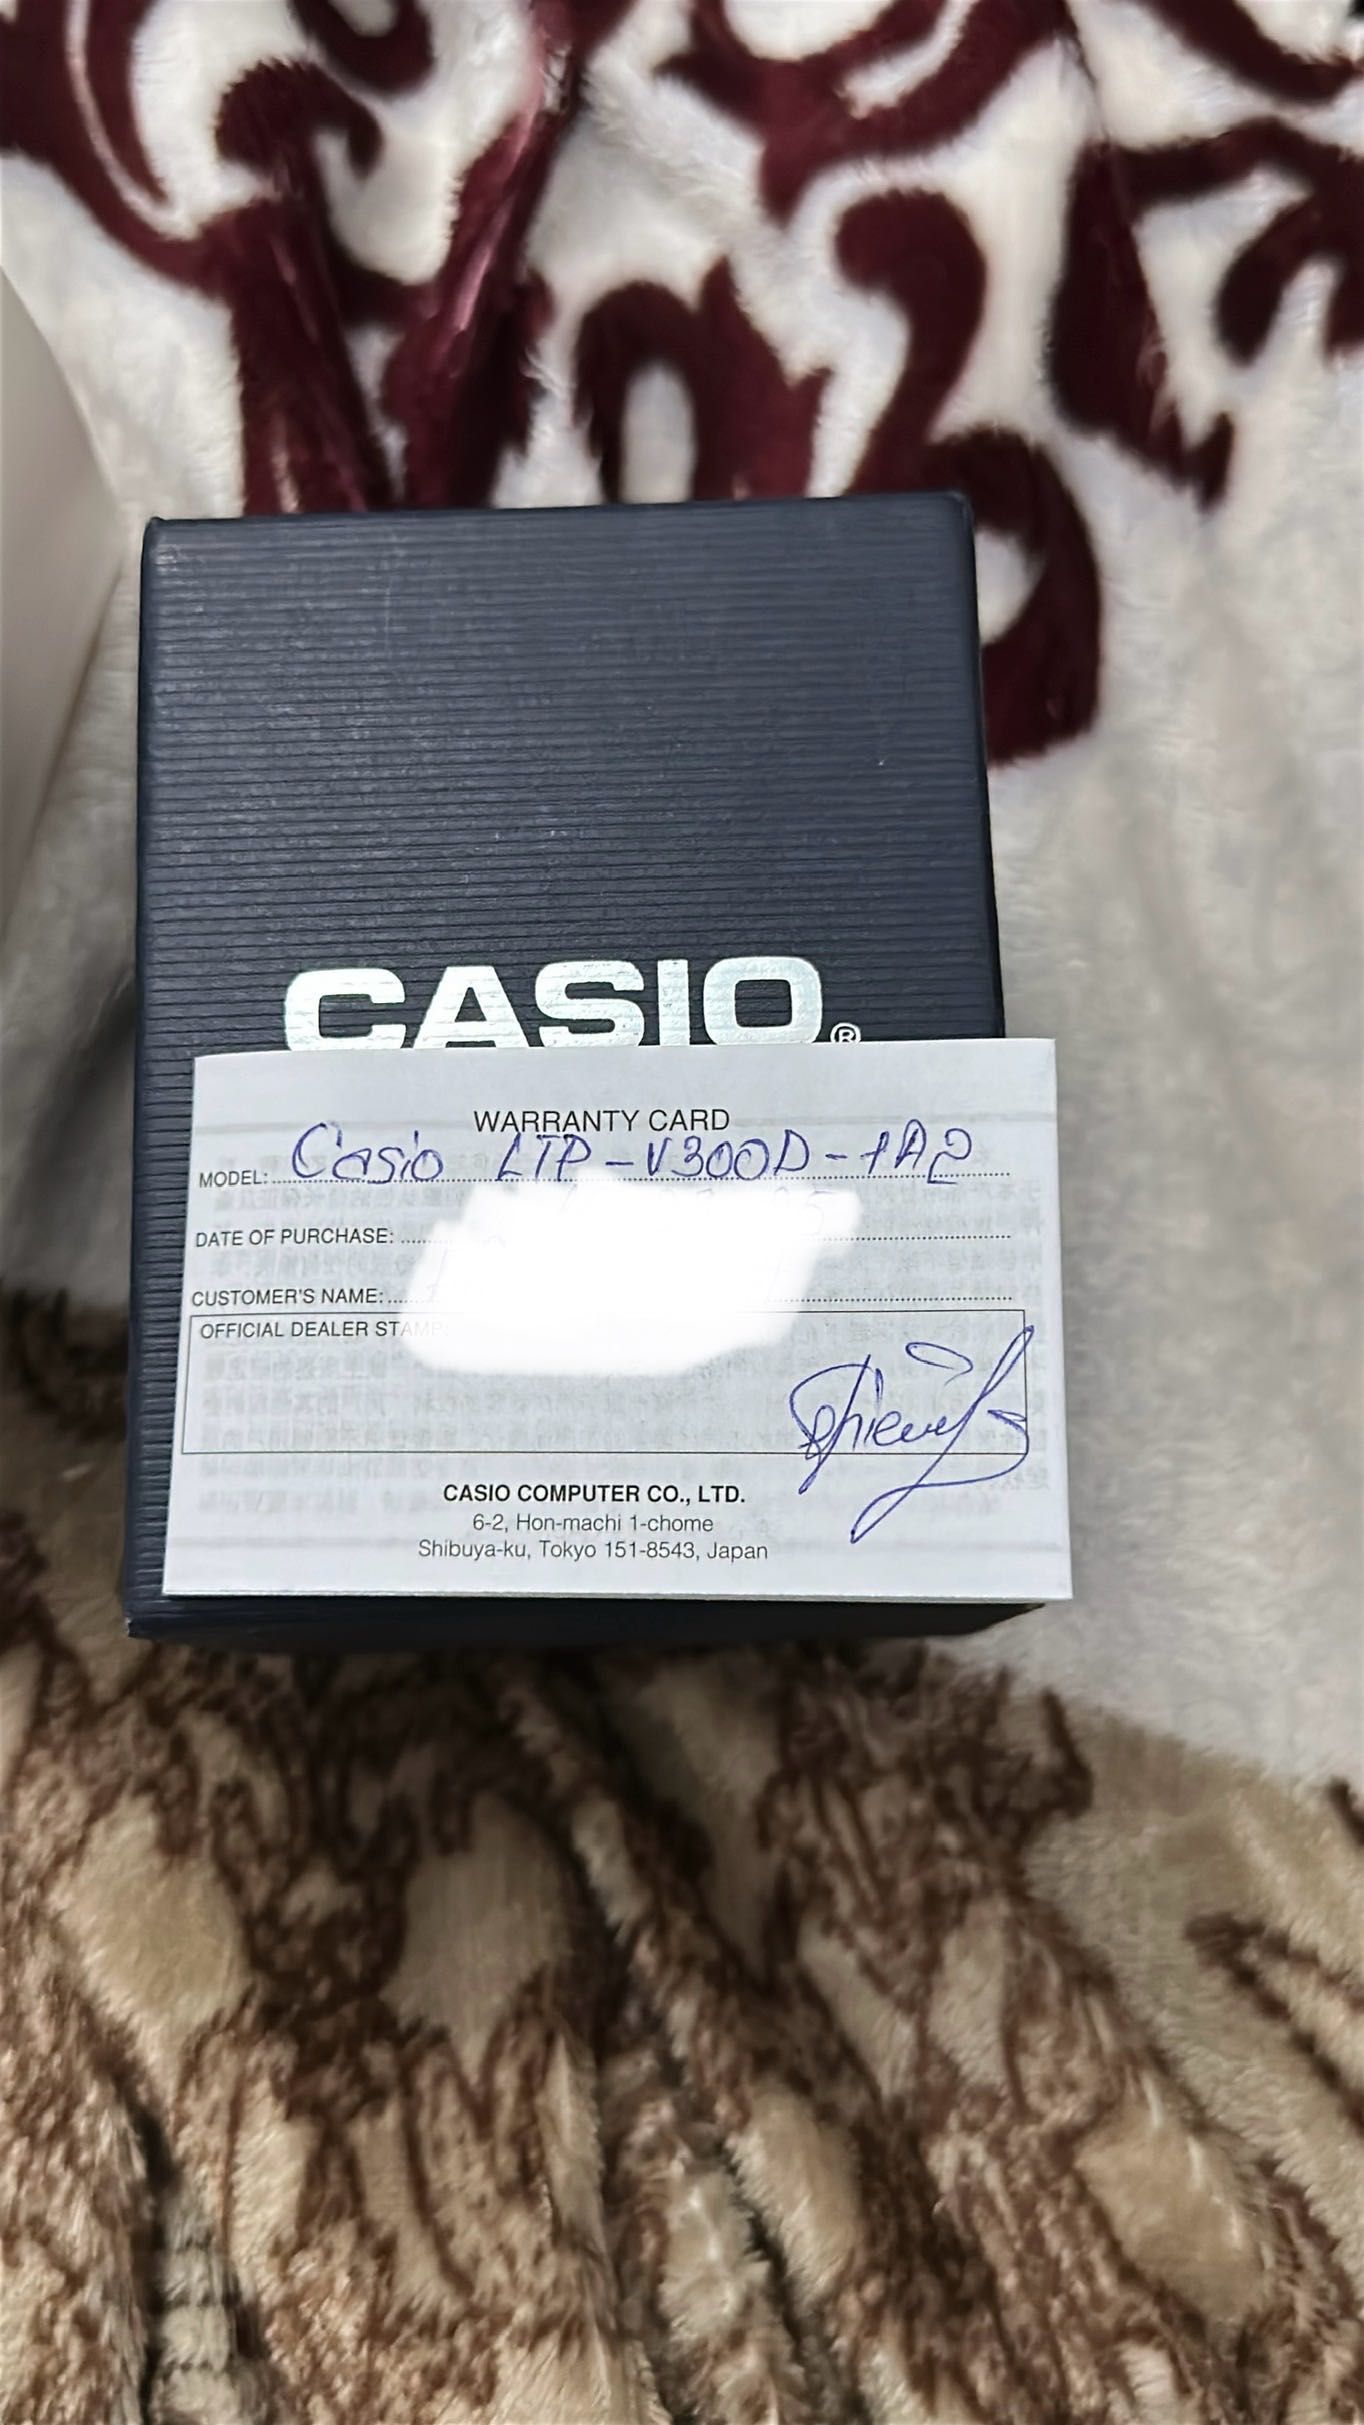 CASIO®
WARRANTY CARD
MODEL: Casio LTP-V300D-1A2
DATE OF PURCHASE:
CUSTOMER'S NAME:
OFFICIAL DEALER STAMP:
CASIO COMPUTER CO., LTD.
6-2, Hon-machi 1-chome
Shibuya-ku, Tokyo 151-8543, Japan